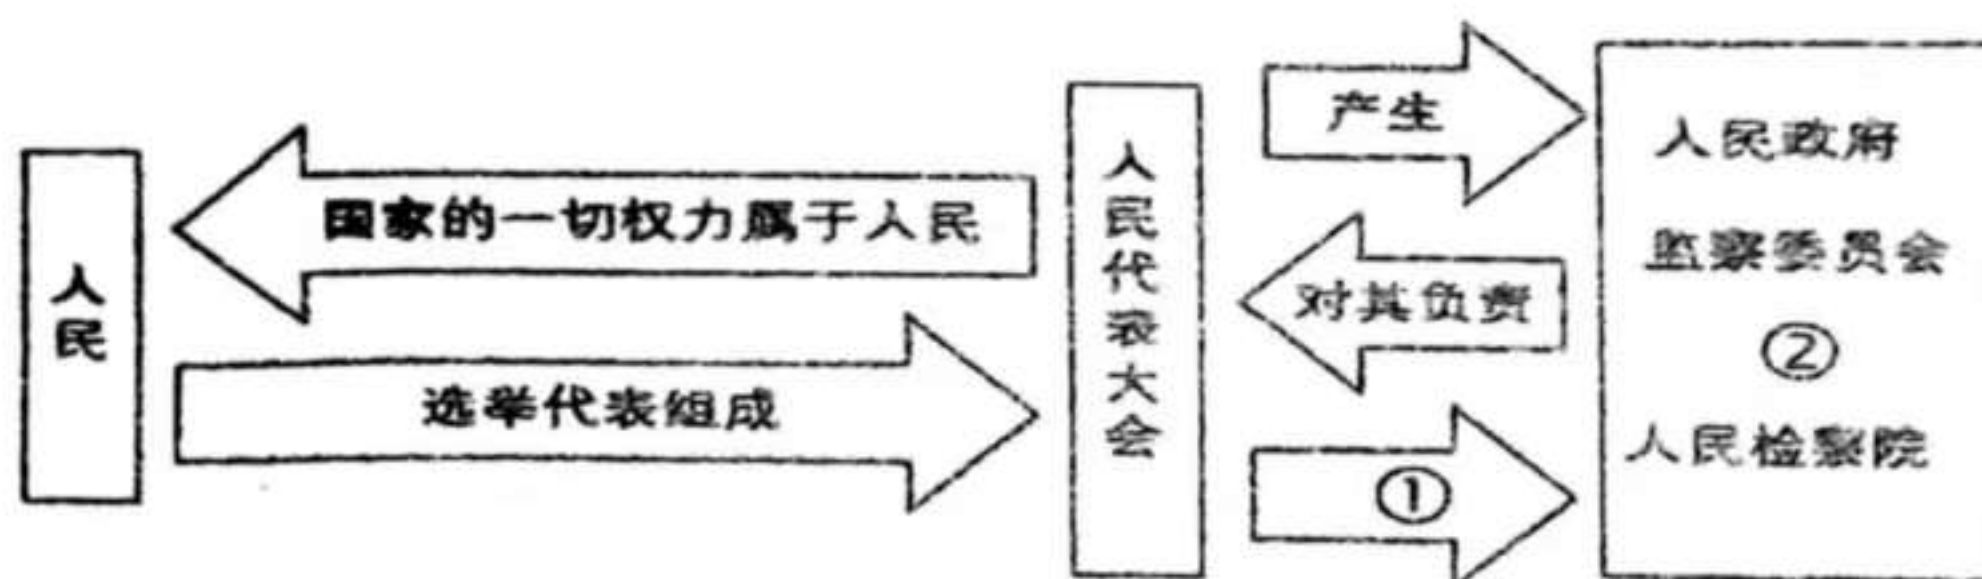 人民
国家的一切权力属于人民
选举代表组成
人民代表大会
产生
对其负责
①
人民政府
监察委员会
②
人民检察院